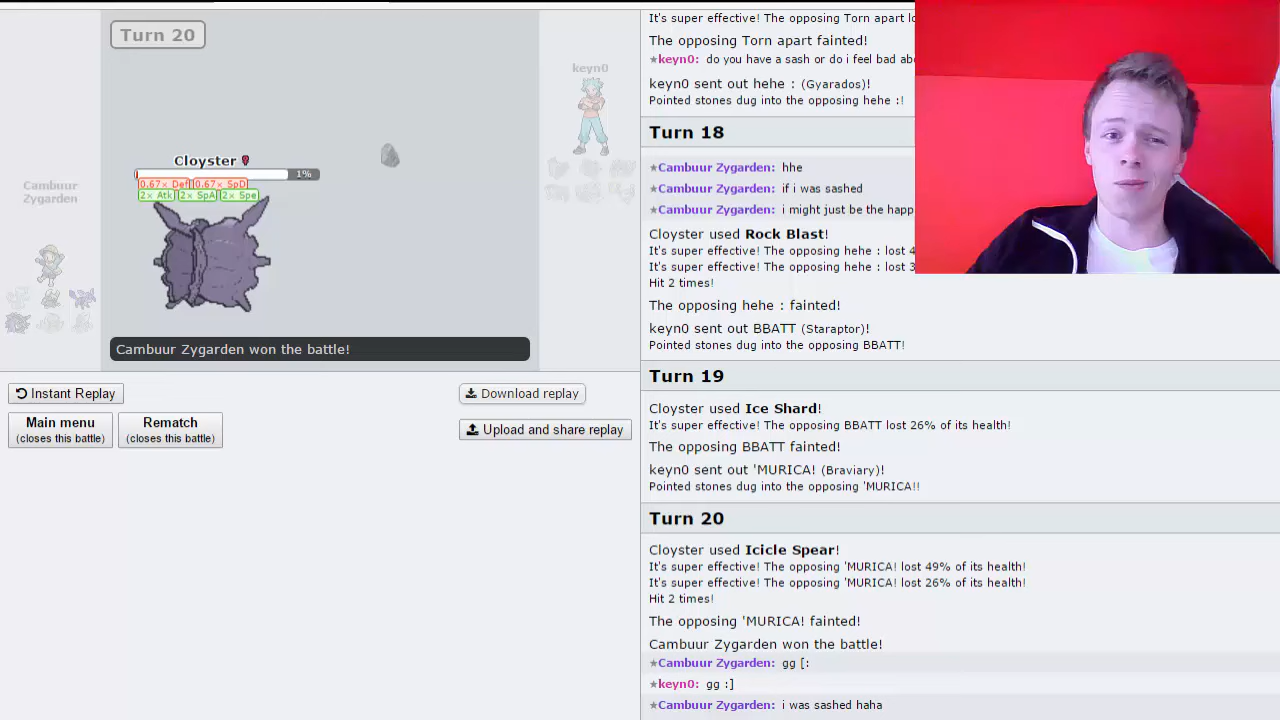 Turn 20
keyn0
Cloyster
1%
0.67× Def 0.67× SpD
2× Atk 2× SpA 2× Spe
Cambuur
Zygarden
Cambuur Zygarden won the battle!
Instant Replay
Download replay
Main menu
(closes this battle)
Rematch
(closes this battle)
Upload and share replay
It's super effective! The opposing Torn apart
The opposing Torn apart fainted!
★keyn0: do you have a sash or do i feel bad
keyn0 sent out hehe : (Gyarados)!
Pointed stones dug into the opposing hehe :!
Turn 18
★Cambuur Zygarden: hhe
★Cambuur Zygarden: if i was sashed
★Cambuur Zygarden: i might just be the
Cloyster used Rock Blast!
It's super effective! The opposing hehe : lost
It's super effective! The opposing hehe : lost
Hit 2 times!
The opposing hehe : fainted!
keyn0 sent out BBATT (Staraptor)!
Pointed stones dug into the opposing BBATT!
Turn 19
Cloyster used Ice Shard!
It's super effective! The opposing BBATT lost 26% of its health!
The opposing BBATT fainted!
keyn0 sent out 'MURICA! (Braviary)!
Pointed stones dug into the opposing 'MURICA!!
Turn 20
Cloyster used Icicle Spear!
It's super effective! The opposing 'MURICA! lost 49% of its health!
It's super effective! The opposing 'MURICA! lost 26% of its health!
Hit 2 times!
The opposing 'MURICA! fainted!
Cambuur Zygarden won the battle!
★Cambuur Zygarden: gg [:
★keyn0: gg :]
★Cambuur Zygarden: i was sashed haha